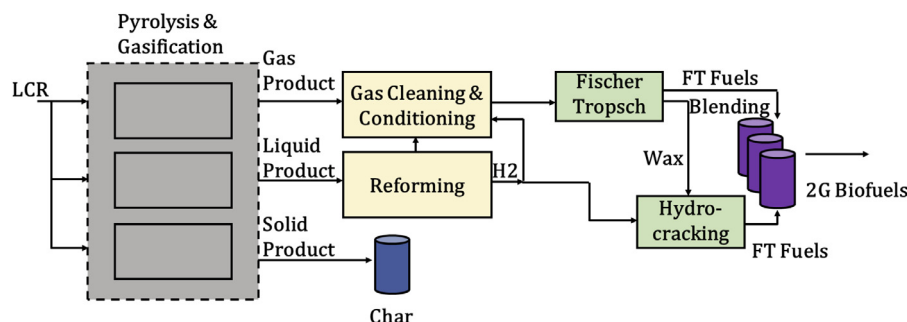 Pyrolysis &
Gasification
LCR
Gas
Product
Gas Cleaning &
Conditioning
Fischer
Tropsch
FT Fuels
Blending
Liquid
Product
Reforming
H2
Wax
2G Biofuels
Hydro-
cracking
FT Fuels
Solid
Product
Char